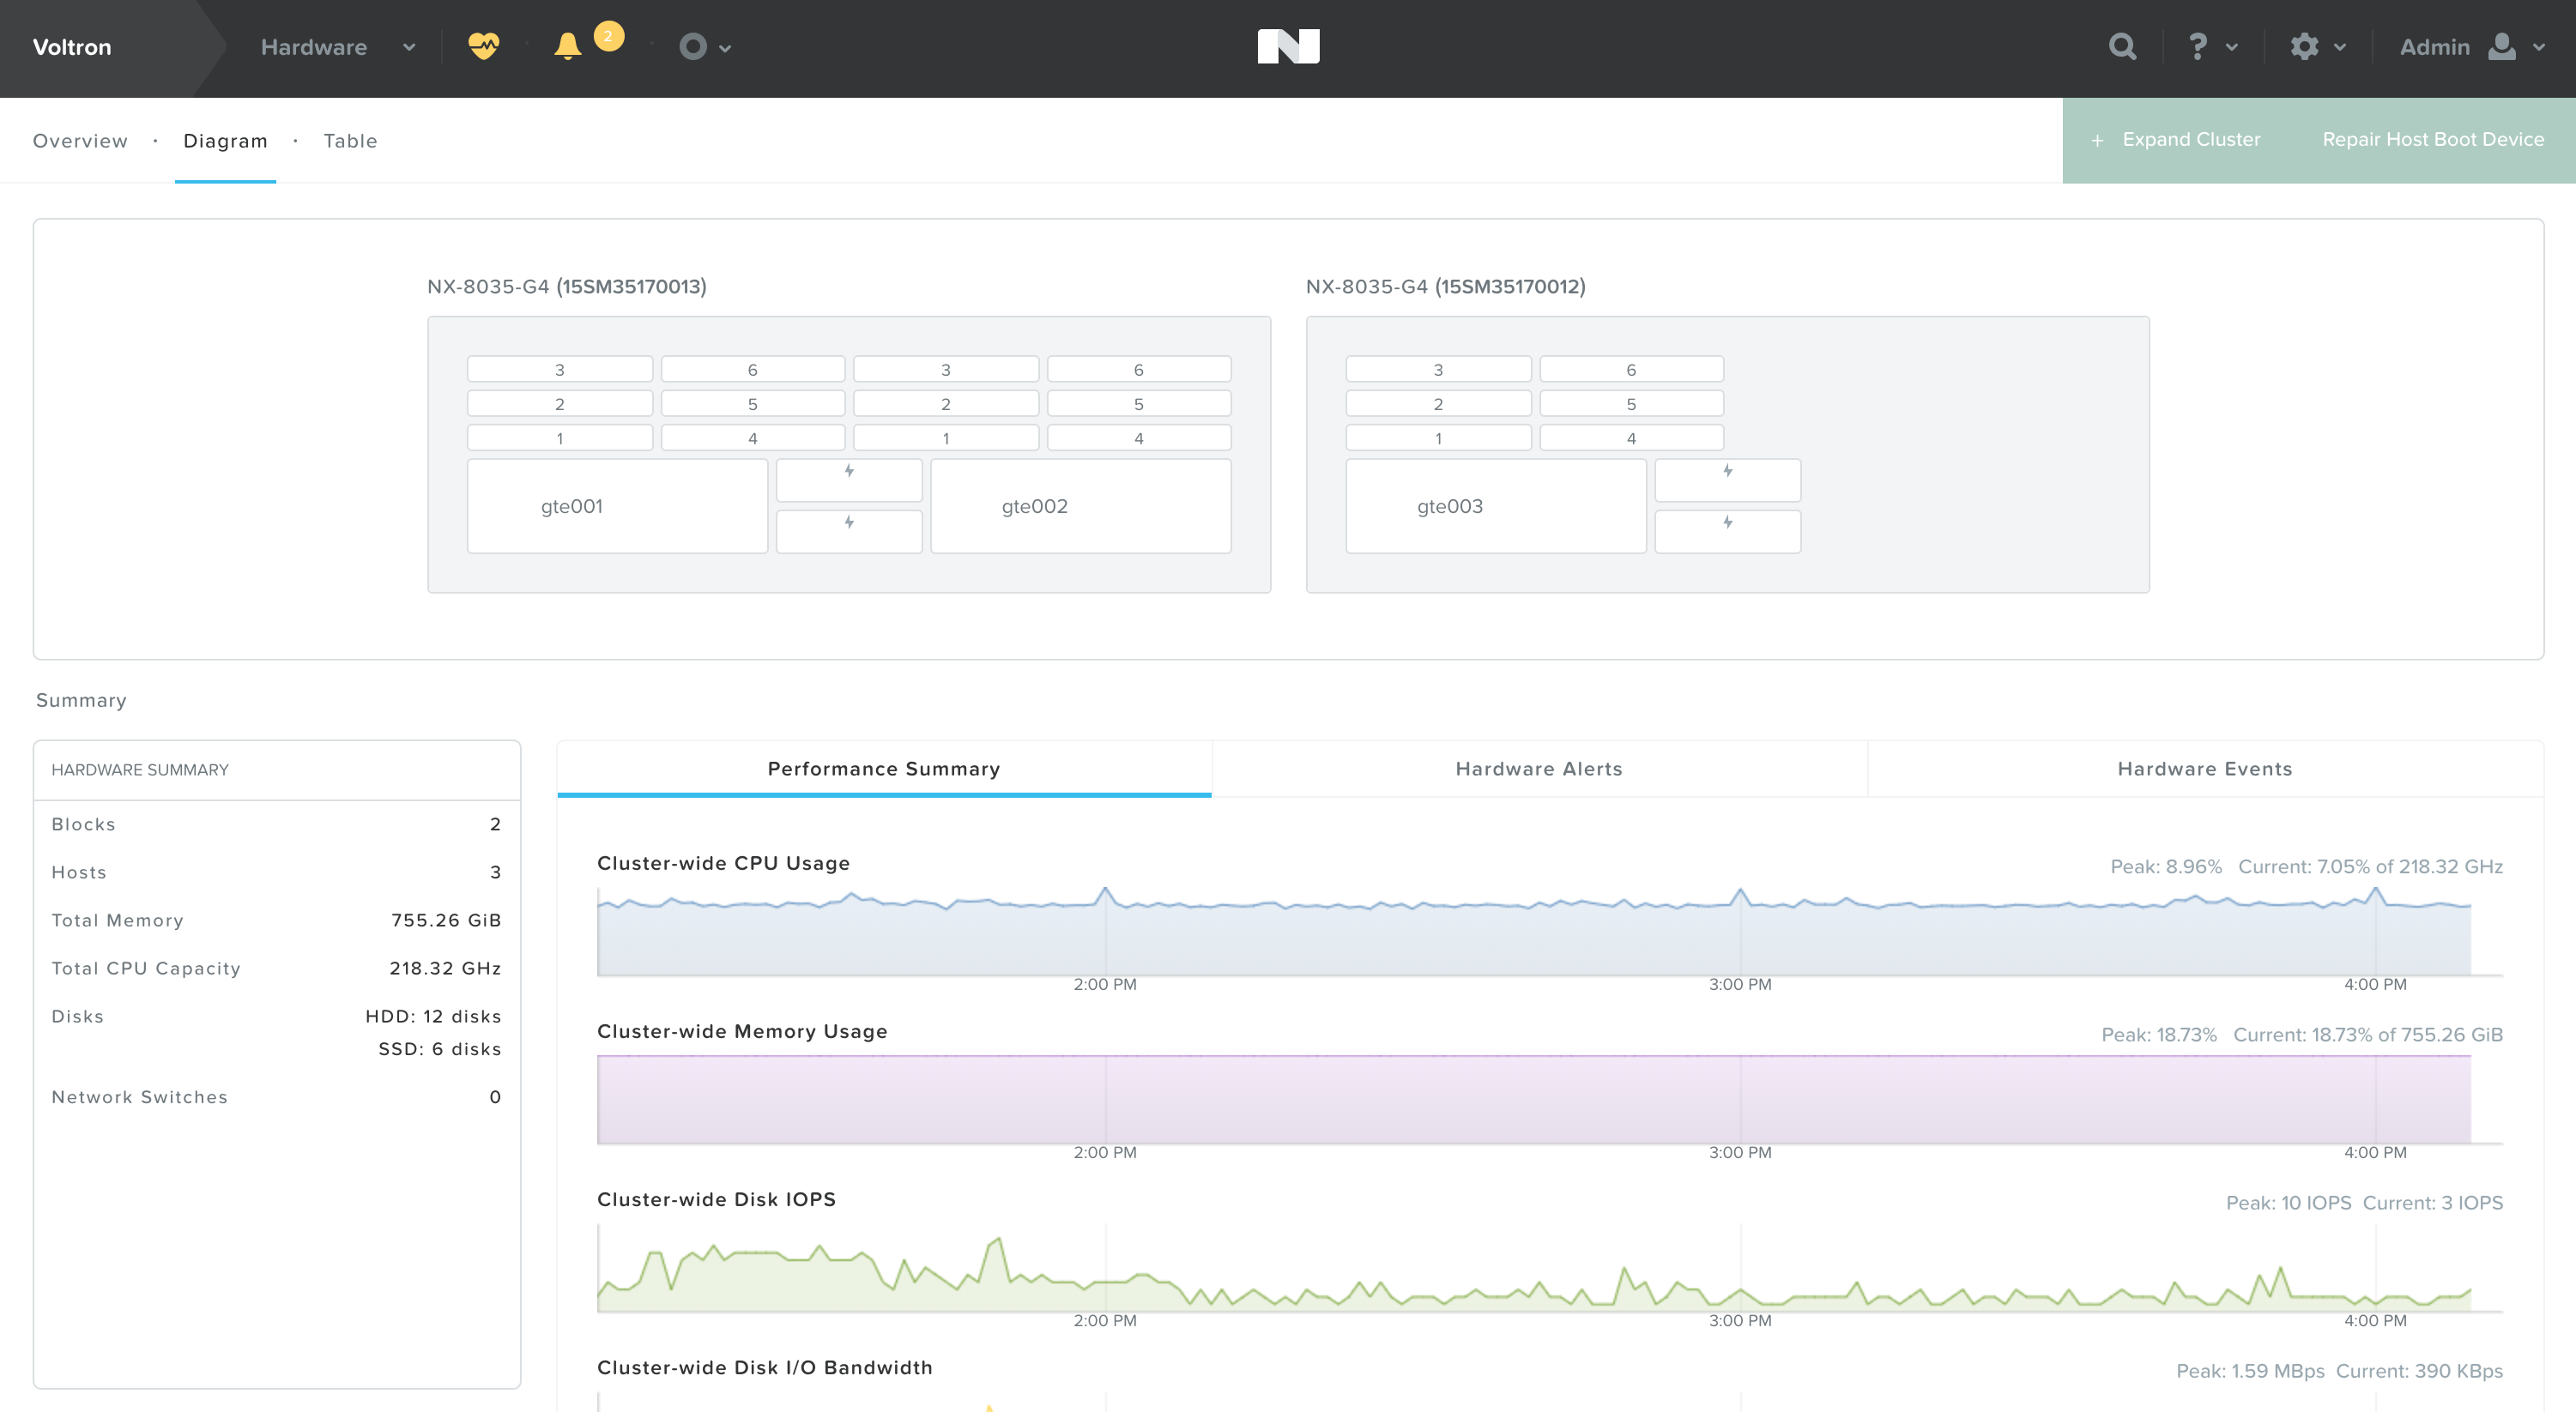 Voltron
Hardware
2
?
Admin
Overview · Diagram · Table
+ Expand Cluster
Repair Host Boot Device
NX-8035-G4 (15SM35170013)
3 6 3 6
2 5 2 5
1 4 1 4
gte001
gte002
NX-8035-G4 (15SM35170012)
3 6
2 5
1 4
gte003
Summary
HARDWARE SUMMARY
Blocks 2
Hosts 3
Total Memory 755.26 GiB
Total CPU Capacity 218.32 GHz
Disks HDD: 12 disks
SSD: 6 disks
Network Switches 0
Performance Summary
Hardware Alerts
Hardware Events
Cluster-wide CPU Usage
Peak: 8.96% Current: 7.05% of 218.32 GHz
2:00 PM 3:00 PM 4:00 PM
Cluster-wide Memory Usage
Peak: 18.73% Current: 18.73% of 755.26 GiB
2:00 PM 3:00 PM 4:00 PM
Cluster-wide Disk IOPS
Peak: 10 IOPS Current: 3 IOPS
2:00 PM 3:00 PM 4:00 PM
Cluster-wide Disk I/O Bandwidth
Peak: 1.59 MBps Current: 390 KBps